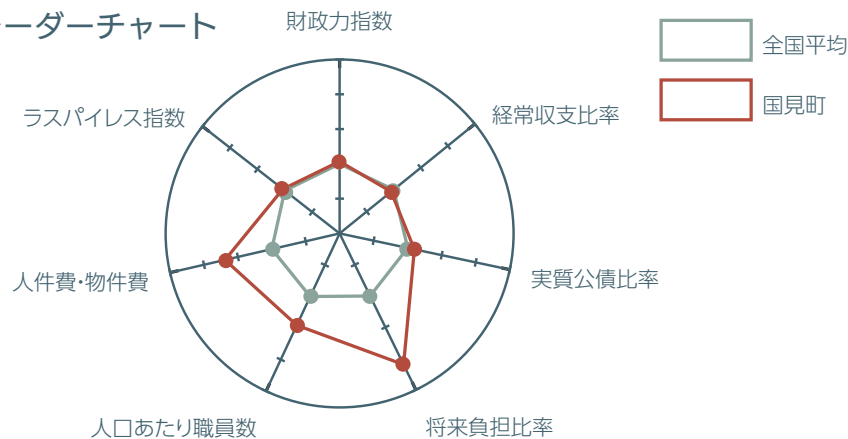 ーダーチャート
財政力指数
全国平均
国見町
ラスパイレス指数
経常収支比率
人件費・物件費
実質公債比率
人口あたり職員数
将来負担比率